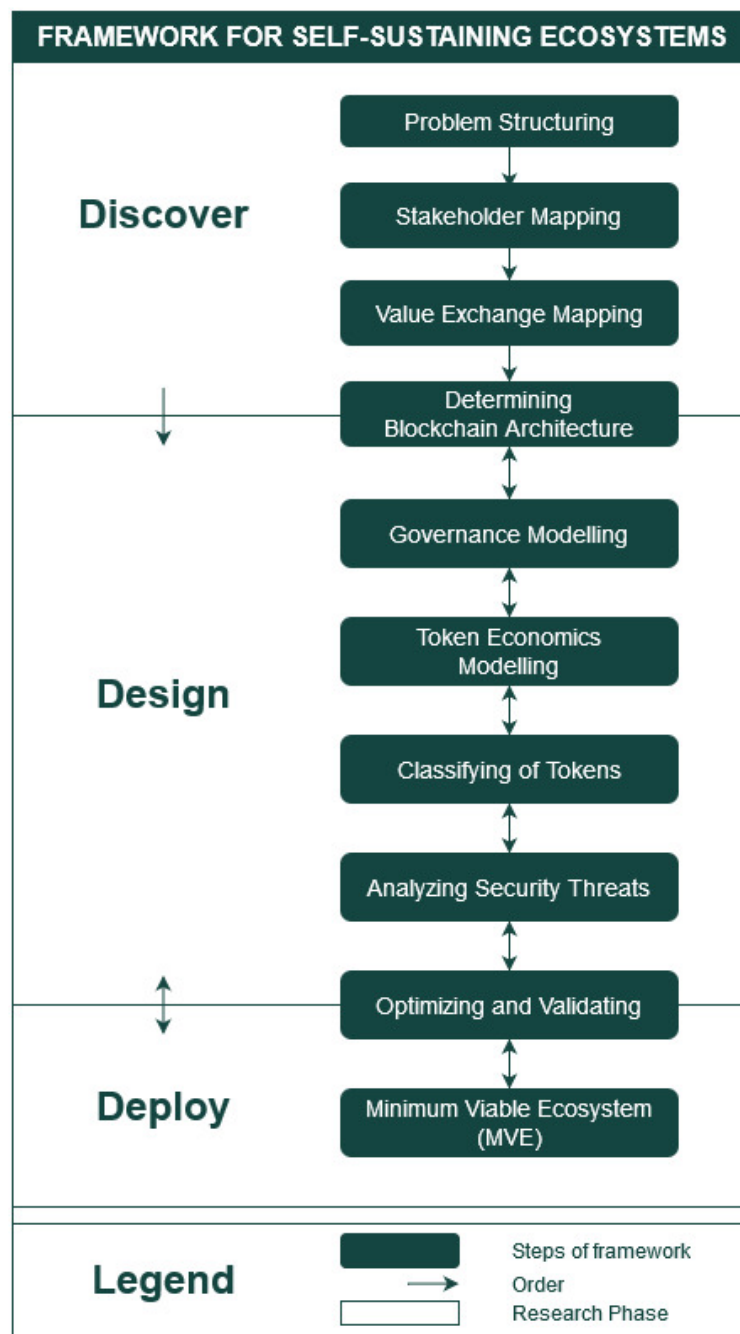 FRAMEWORK FOR SELF-SUSTAINING ECOSYSTEMS
Discover
Problem Structuring
Stakeholder Mapping
Value Exchange Mapping
Determining
Blockchain Architecture
Design
Governance Modelling
Token Economics
Modelling
Classifying of Tokens
Analyzing Security Threats
Optimizing and Validating
Deploy
Minimum Viable Ecosystem
(MVE)
Legend
Steps of framework
Order
Research Phase